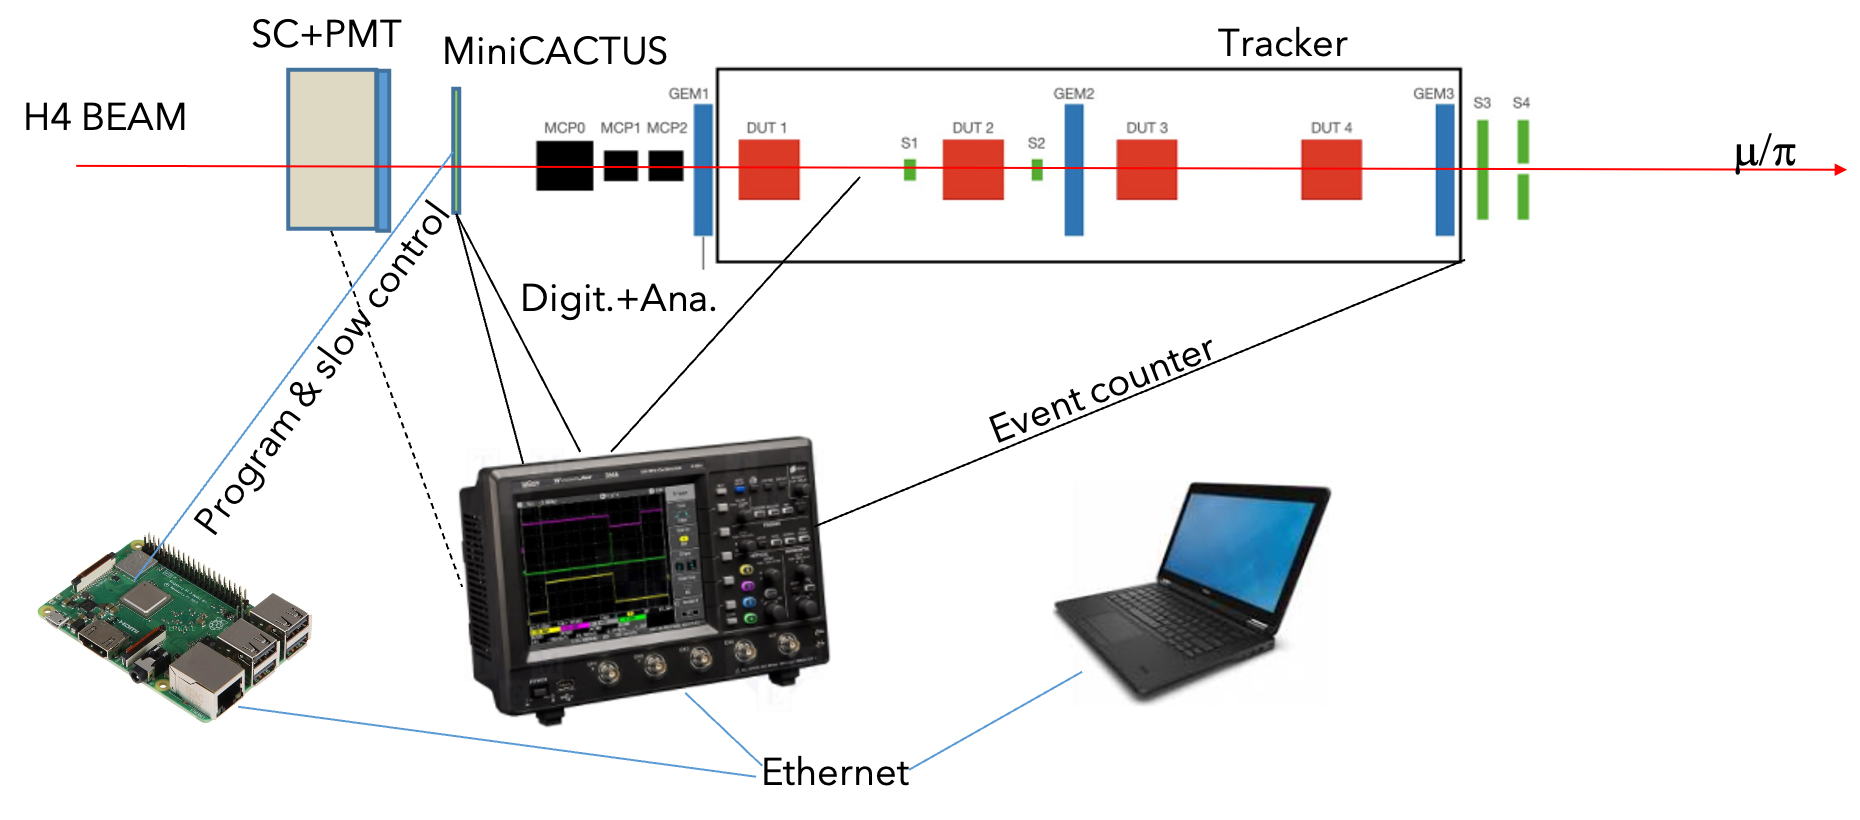 SC+PMT
MiniCACTUS
Tracker
H4 BEAM
GEM1
GEM2
GEM3
S3
S4
MCP0
MCP1
MCP2
DUT 1
S1
DUT 2
S2
DUT 3
DUT 4
μ/π
Digit.+Ana.
Program & slow control
Event counter
Ethernet